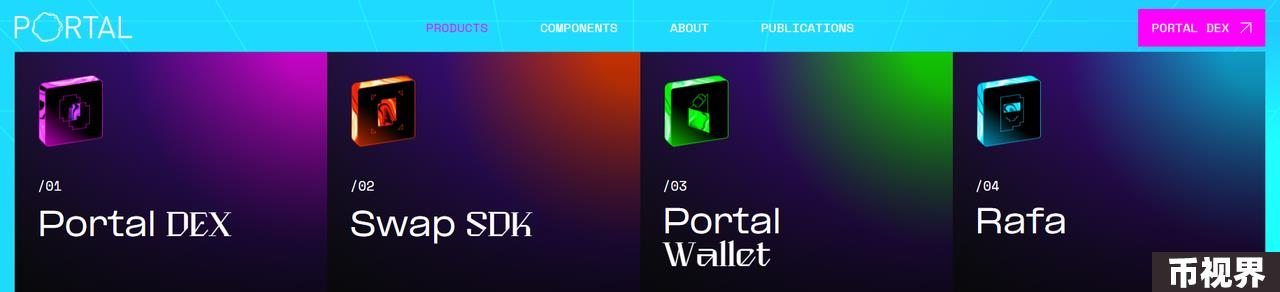 PORTAL
PRODUCTS COMPONENTS ABOUT PUBLICATIONS
PORTAL DEX
/01
Portal DEX
/02
Swap SDK
/03
Portal
Wallet
/04
Rafa
币视界